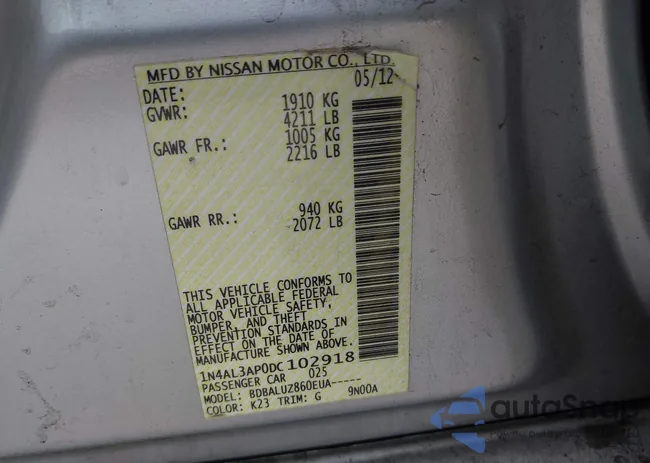 MFD BY NISSAN MOTOR CO., LTD.
DATE: 05/12
GVWR: 1910 KG
4211 LB
GAWR FR.: 1005 KG
2216 LB
GAWR RR.: 940 KG
2072 LB
THIS VEHICLE CONFORMS TO
ALL APPLICABLE FEDERAL
MOTOR VEHICLE SAFETY,
BUMPER, AND THEFT
PREVENTION STANDARDS IN
EFFECT ON THE DATE OF
MANUFACTURE SHOWN ABOVE.
1N4AL3AP0DC102918
PASSENGER CAR 025
MODEL: BDBALUZ860EUA-----
COLOR: K23 TRIM: G 9N00A
autoSnap